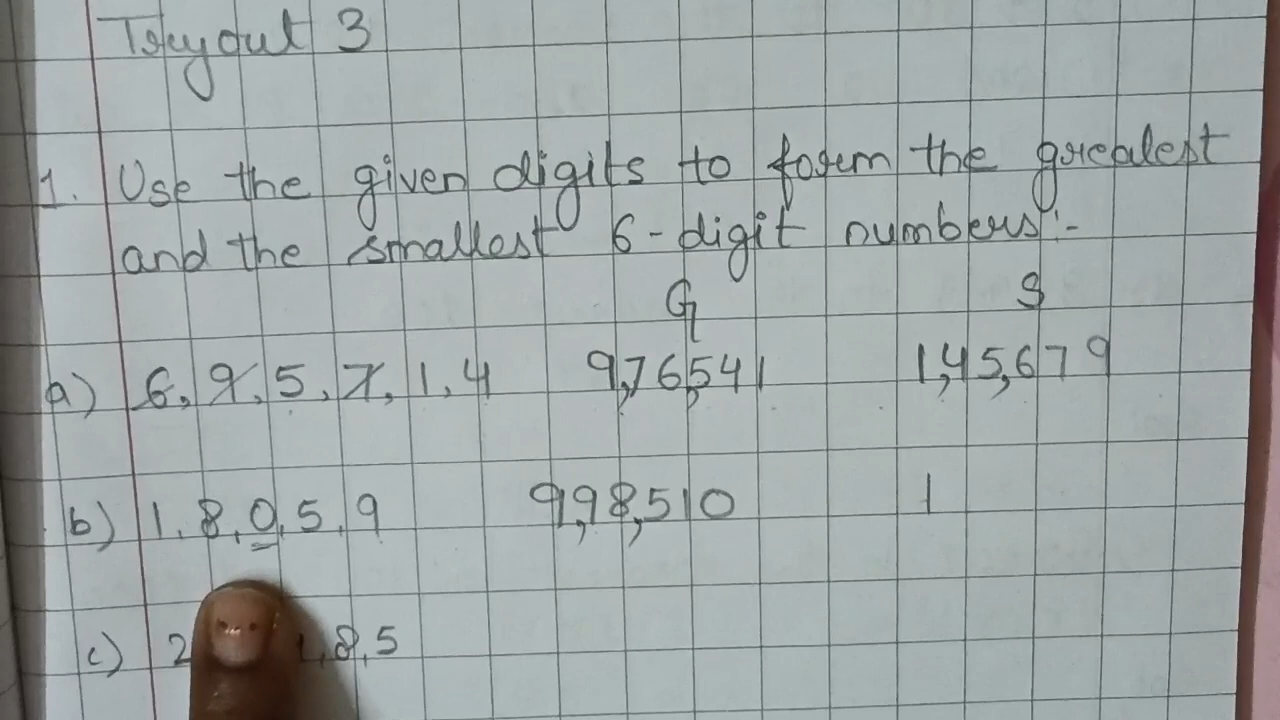 Tryout 3
1. Use the given digits to form the greatest
and the smallest 6-digit numbers:-
G S
a) 6, 9, 5, 7, 1, 4 9,76,541 1,45,679
b) 1, 8, 0, 5, 9 9,98,510 1
c) 2 1, 8, 5